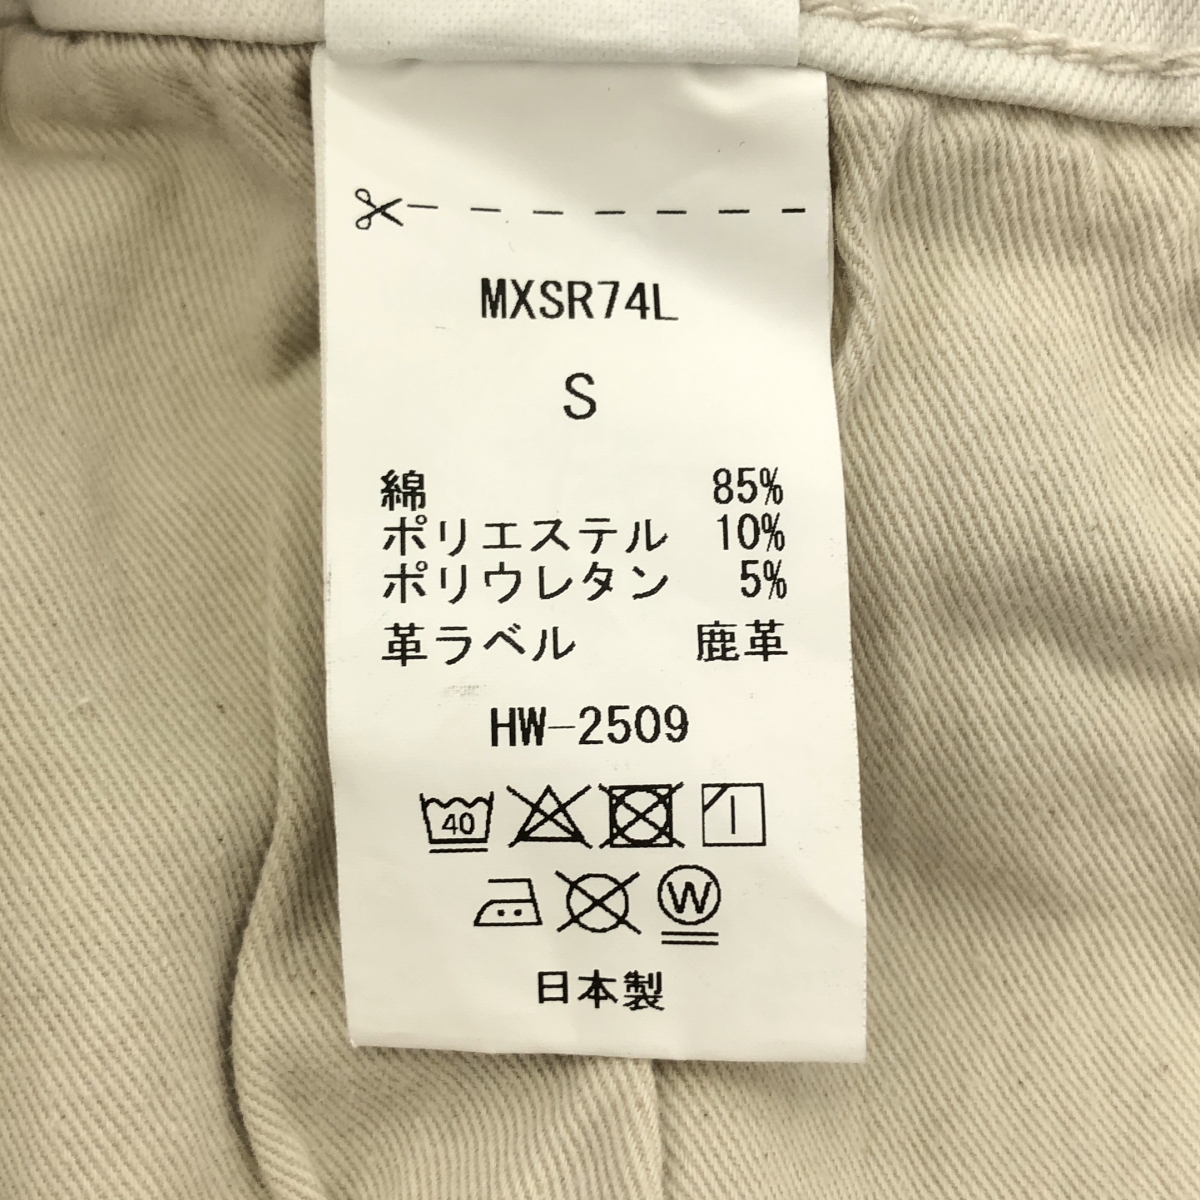 MXSR74L
S
綿 85%
ポリエステル 10%
ポリウレタン 5%
革ラベル 鹿革
HW-2509
40
W
日本製